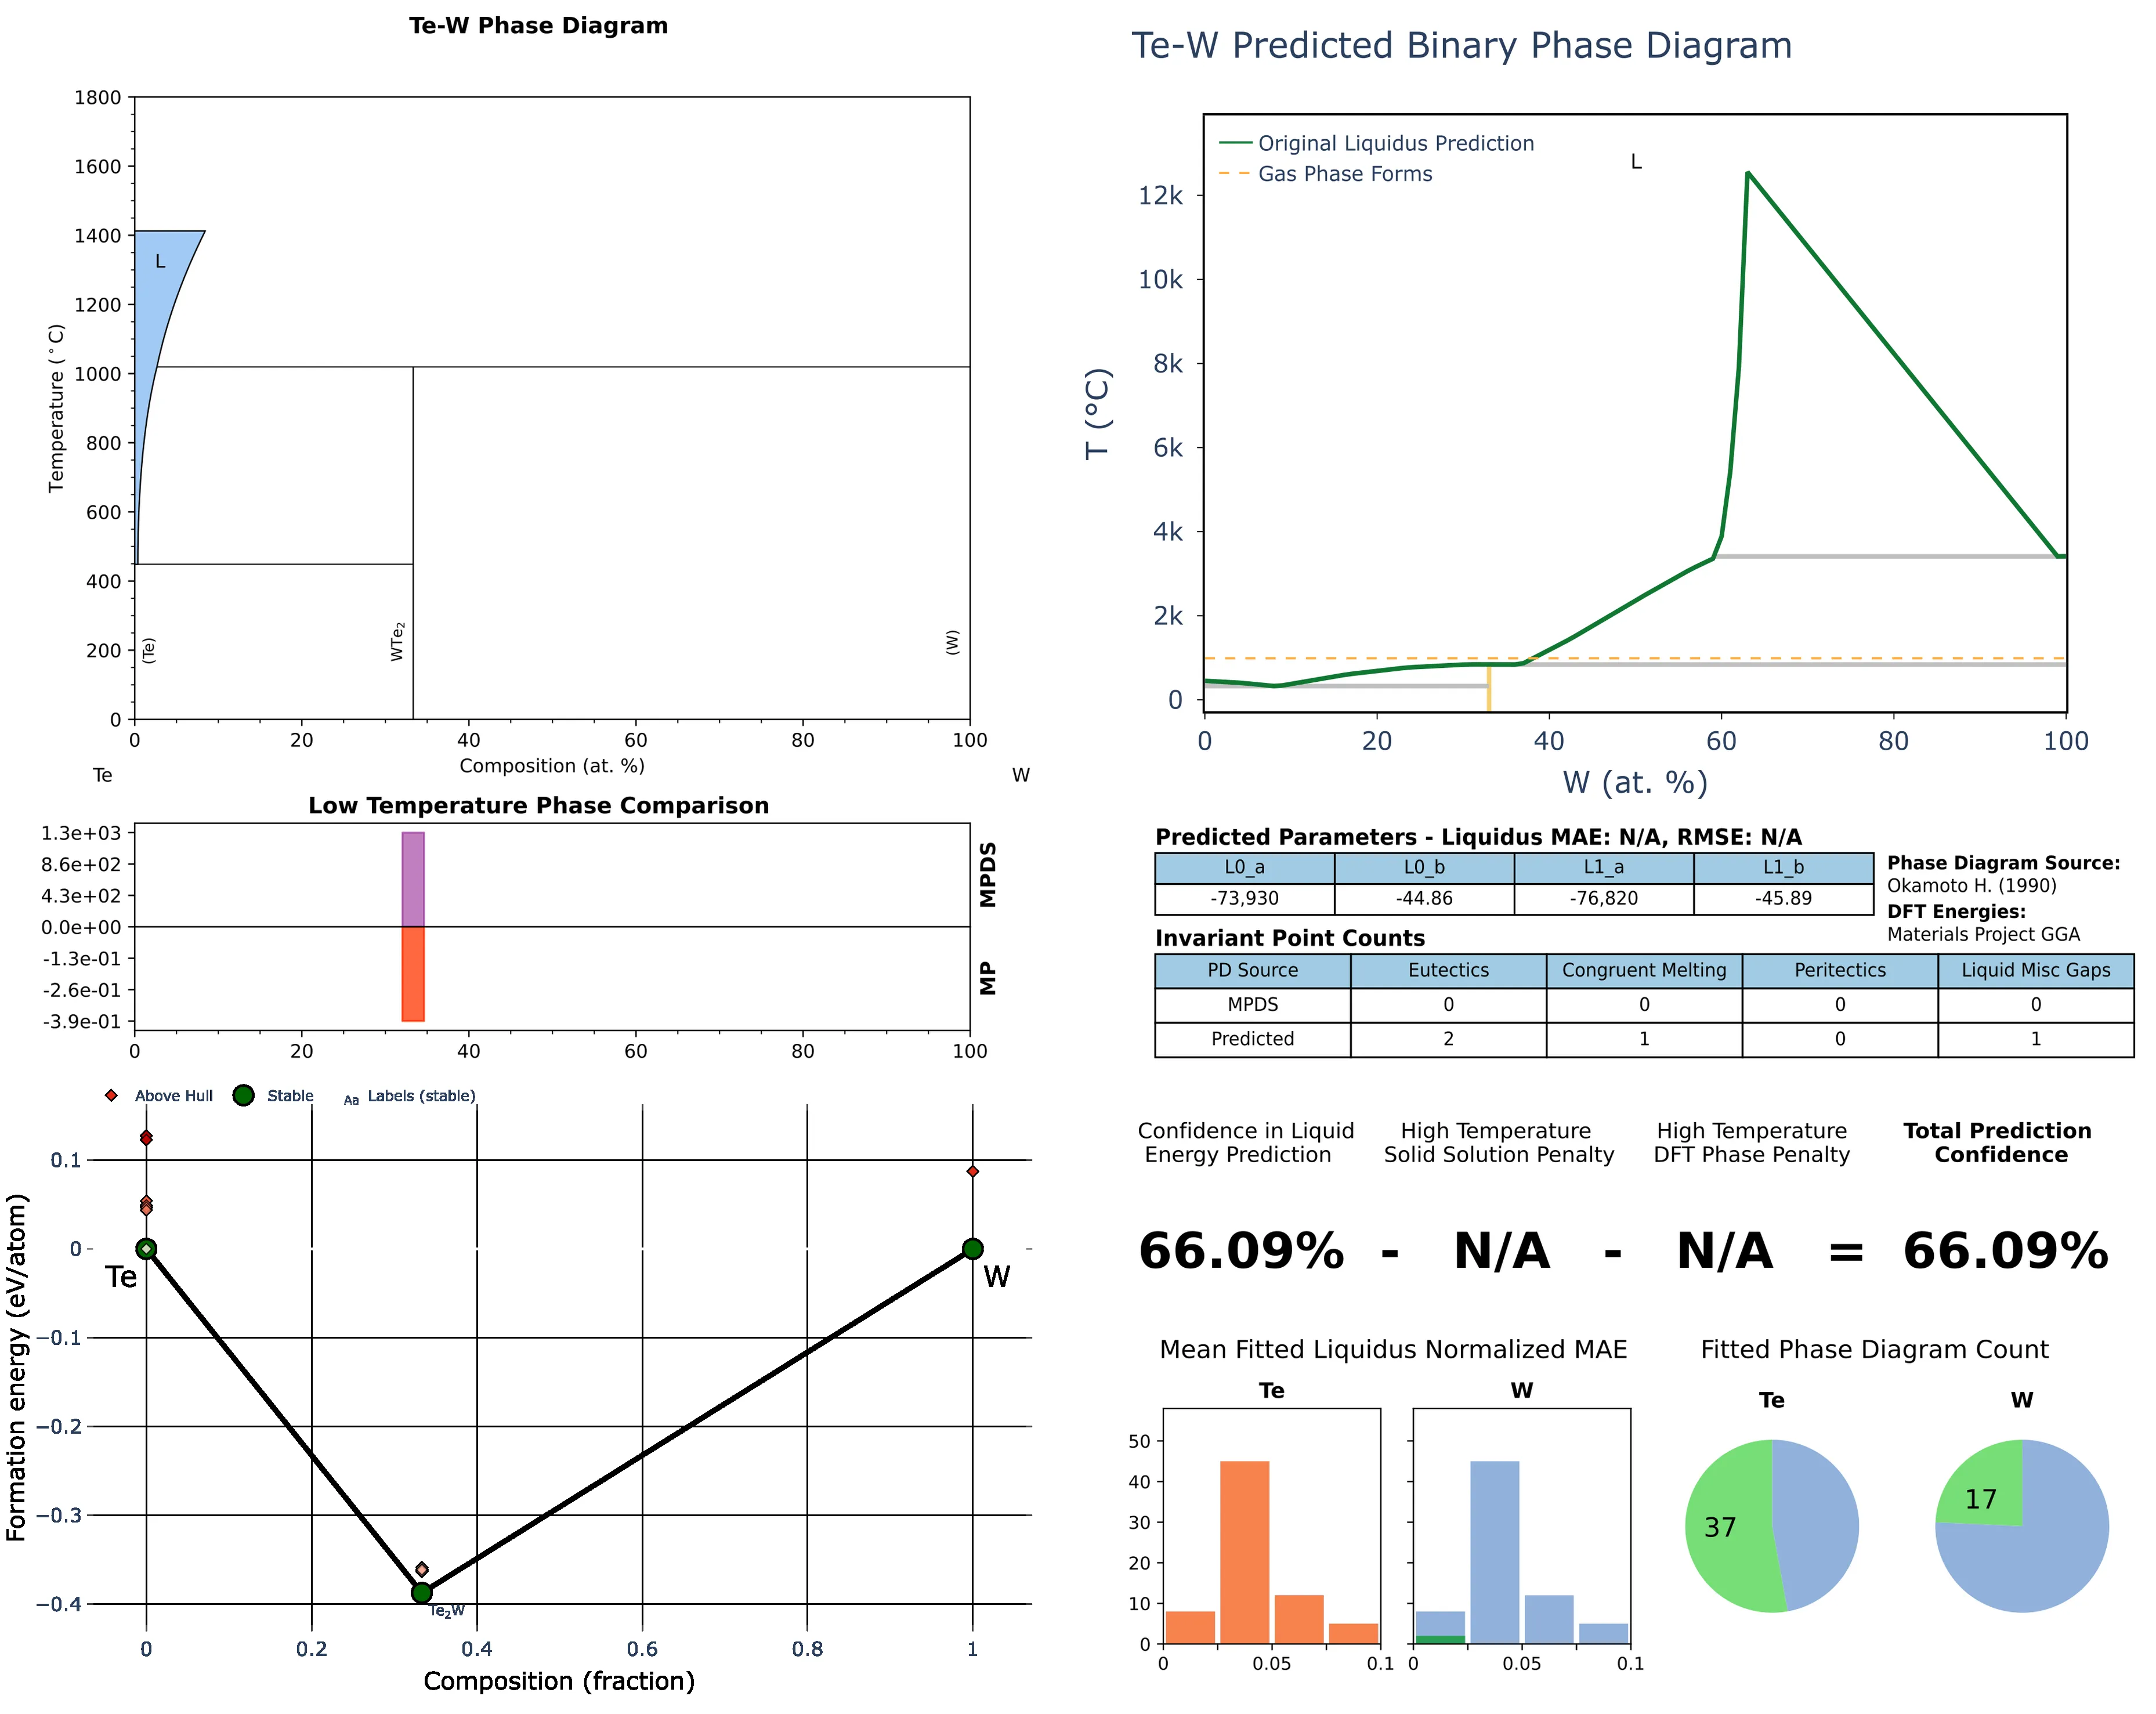 Te-W Phase Diagram
1800
1600
1400
1200
1000
800
600
400
200
0
Temperature (°C)
L
(Te)
WTe₂
(W)
0 20 40 60 80 100
Composition (at. %)
Te W
Low Temperature Phase Comparison
1.3e+03
8.6e+02
4.3e+02
0.0e+00
-1.3e-01
-2.6e-01
-3.9e-01
MPDS
MP
0 20 40 60 80 100
Above Hull Stable Aa Labels (stable)
0.1
0
−0.1
−0.2
−0.3
−0.4
Formation energy (eV/atom)
Te
W
Te₂W
0 0.2 0.4 0.6 0.8 1
Composition (fraction)
Te-W Predicted Binary Phase Diagram
Original Liquidus Prediction
Gas Phase Forms
L
12k
10k
8k
6k
4k
2k
0
T (°C)
0 20 40 60 80 100
W (at. %)
Predicted Parameters - Liquidus MAE: N/A, RMSE: N/A
L0_a L0_b L1_a L1_b
-73,930 -44.86 -76,820 -45.89
Phase Diagram Source:
Okamoto H. (1990)
DFT Energies:
Materials Project GGA
Invariant Point Counts
PD Source Eutectics Congruent Melting Peritectics Liquid Misc Gaps
MPDS 0 0 0 0
Predicted 2 1 0 1
Confidence in Liquid Energy Prediction
High Temperature Solid Solution Penalty
High Temperature DFT Phase Penalty
Total Prediction Confidence
66.09% - N/A - N/A = 66.09%
Mean Fitted Liquidus Normalized MAE
Te W
50
40
30
20
10
0
0 0.05 0.1 0 0.05 0.1
Fitted Phase Diagram Count
Te W
37 17